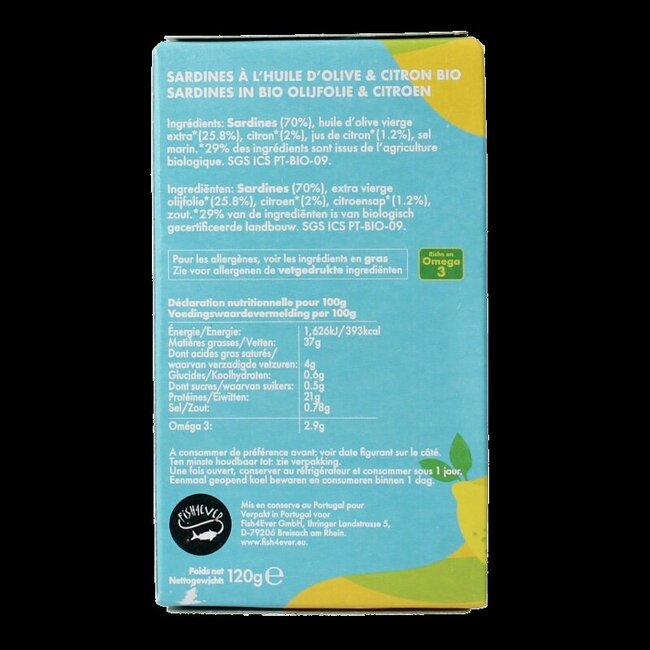 SARDINES À L'HUILE D'OLIVE & CITRON BIO
SARDINES IN BIO OLIJFOLIE & CITROEN
Ingrédients: Sardines (70%), huile d'olive vierge
extra*(25.8%), citron*(2%), jus de citron*(1.2%), sel
marin.*29% des ingrédients sont issus de l'agriculture
biologique. SGS ICS PT-BIO-09.
Ingrediënten: Sardines (70%), extra vierge
olijfolie*(25.8%), citroen*(2%), citroensap*(1.2%),
zout.*29% van de ingrediënten is van biologisch
gecertificeerde landbouw. SGS ICS PT-BIO-09.
Pour les allergènes, voir les ingrédients en gras
Zie voor allergenen de vetgedrukte ingrediënten
Riche en
Omega
3
Déclaration nutritionnelle pour 100g
Voedingswaardevermelding per 100g
Énergie/Energie: 1,626kJ/393kcal
Matières grasses/Vetten: 37g
Dont acides gras saturés/
waarvan verzadigde vetzuren: 4g
Glucides/Koolhydraten: 0.6g
Dont sucres/waarvan suikers: 0.5g
Protéines/Eiwitten: 21g
Sel/Zout: 0.78g
Oméga 3: 2.9g
A consommer de préférence avant: voir date figurant sur le côté.
Ten minste houdbaar tot: zie verpakking.
Une fois ouvert, conserver au réfrigérateur et consommer sous 1 jour.
Eenmaal geopend koel bewaren en consumeren binnen 1 dag.
FISH4EVER
Mis en conserve au Portugal pour
Verpakt in Portugal voor
Fish4Ever GmbH, Ihringer Landstrasse 5,
D-79206 Breisach am Rhein.
www.fish4ever.eu.
Poids net
Nettogewicht: 120g℮